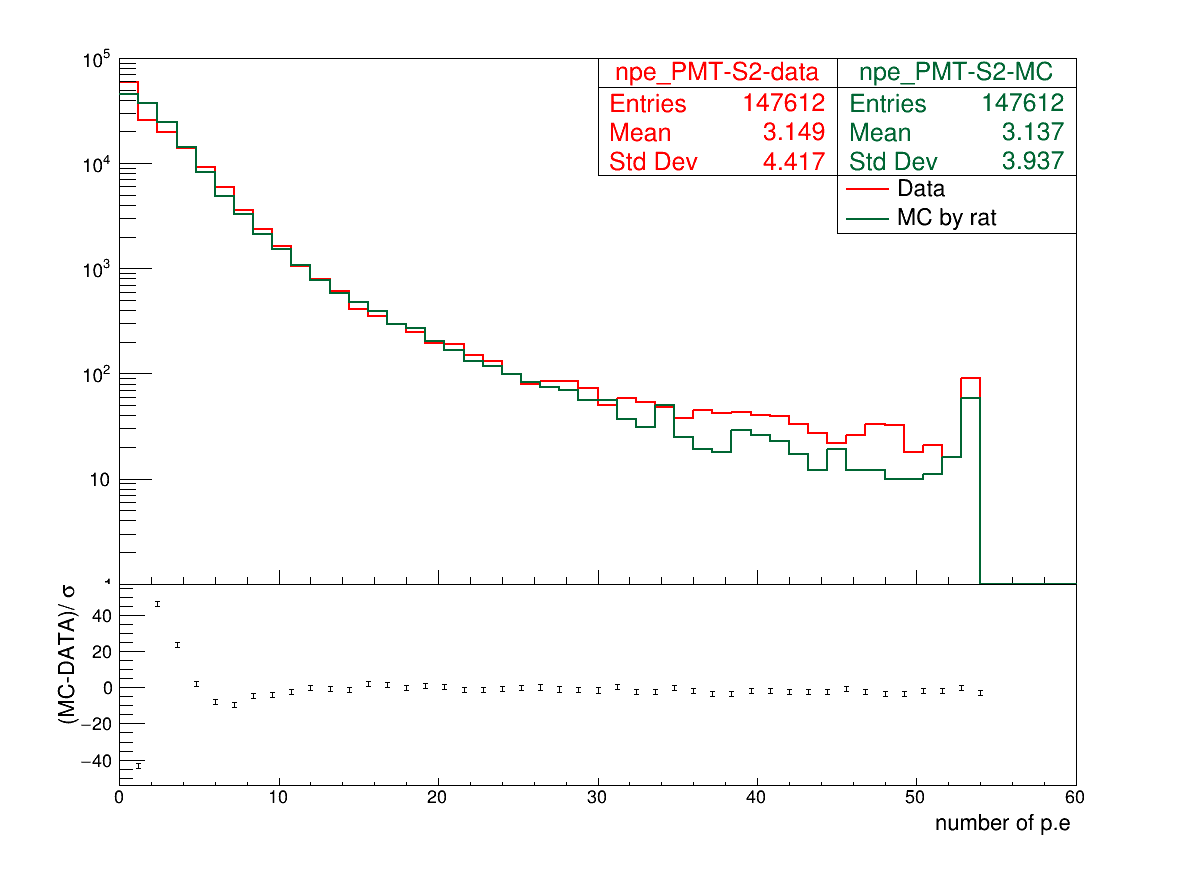 10^5
10^4
10^3
10^2
10
1
npe_PMT-S2-data
Entries 147612
Mean 3.149
Std Dev 4.417
npe_PMT-S2-MC
Entries 147612
Mean 3.137
Std Dev 3.937
Data
MC by rat
(MC-DATA)/ σ
40
20
0
−20
−40
0 10 20 30 40 50 60
number of p.e